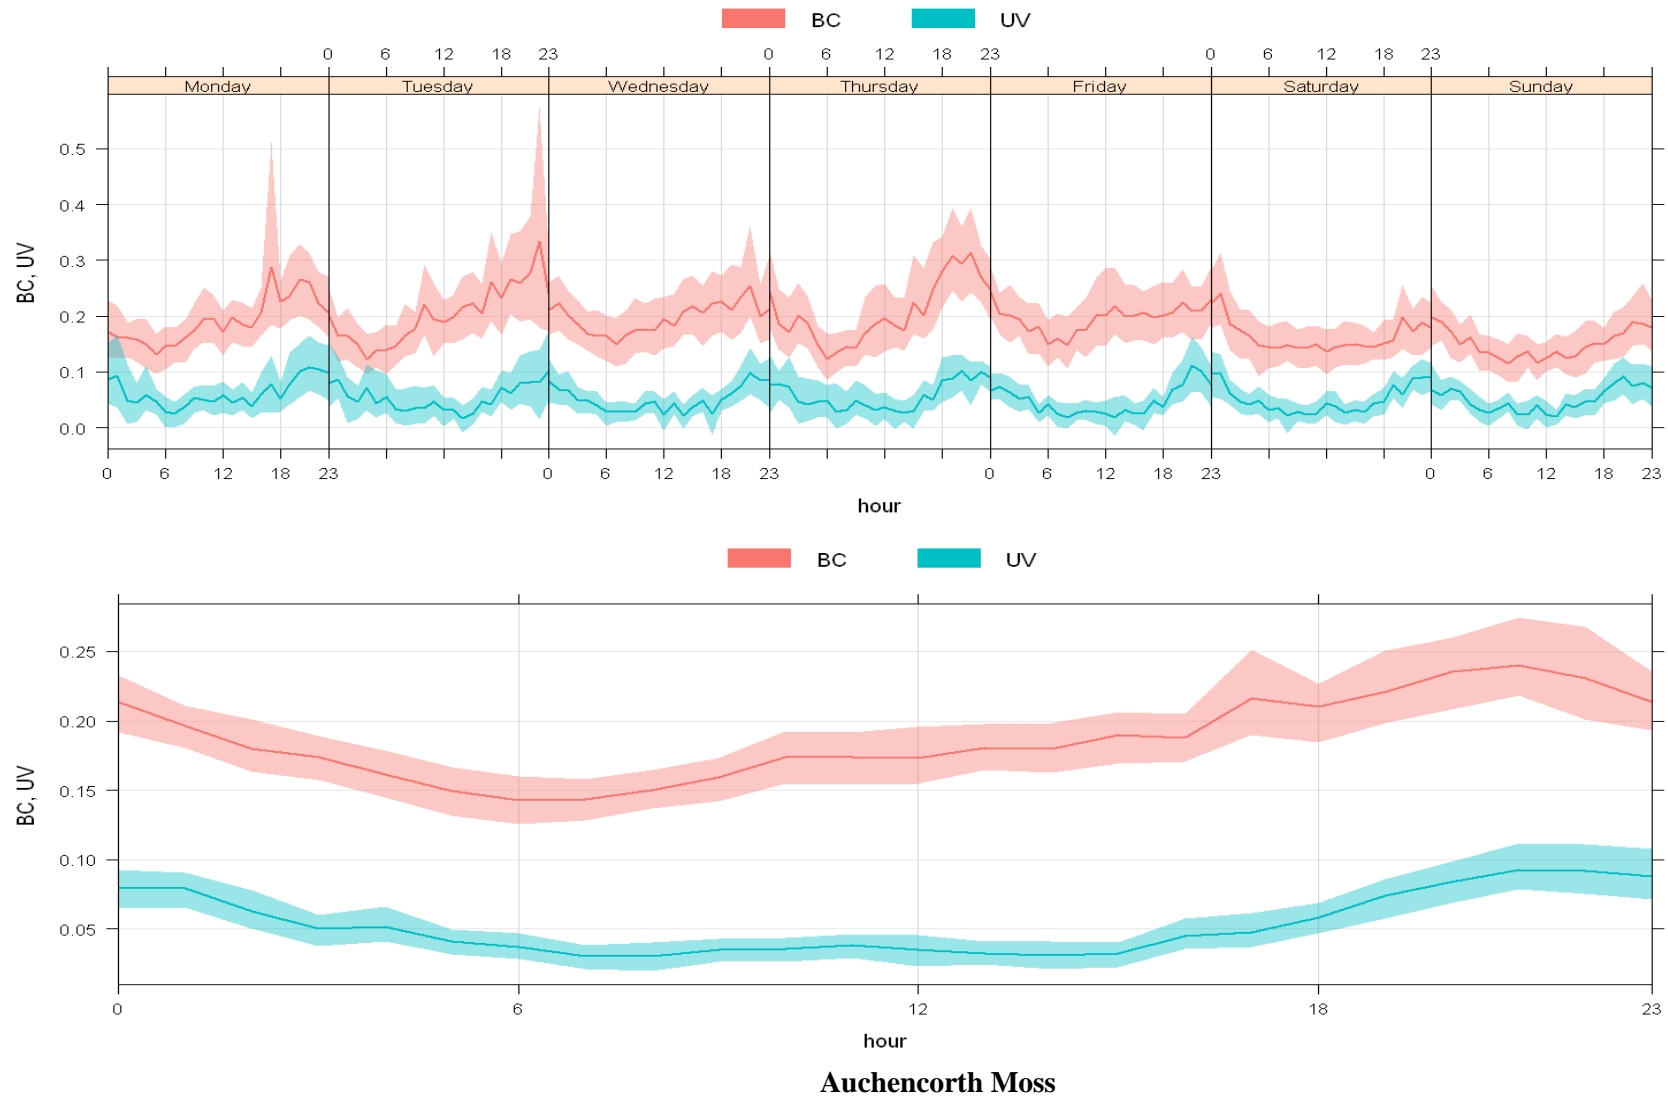 BC UV
0 6 12 18 23 0 6 12 18 23 0 6 12 18 23
Monday Tuesday Wednesday Thursday Friday Saturday Sunday
0.5
0.4
0.3
0.2
0.1
0.0
BC, UV
0 6 12 18 23 0 6 12 18 23 0 6 12 18 23 0 6 12 18 23
hour
BC UV
0.25
0.20
0.15
0.10
0.05
BC, UV
0 6 12 18 23
hour
Auchencorth Moss